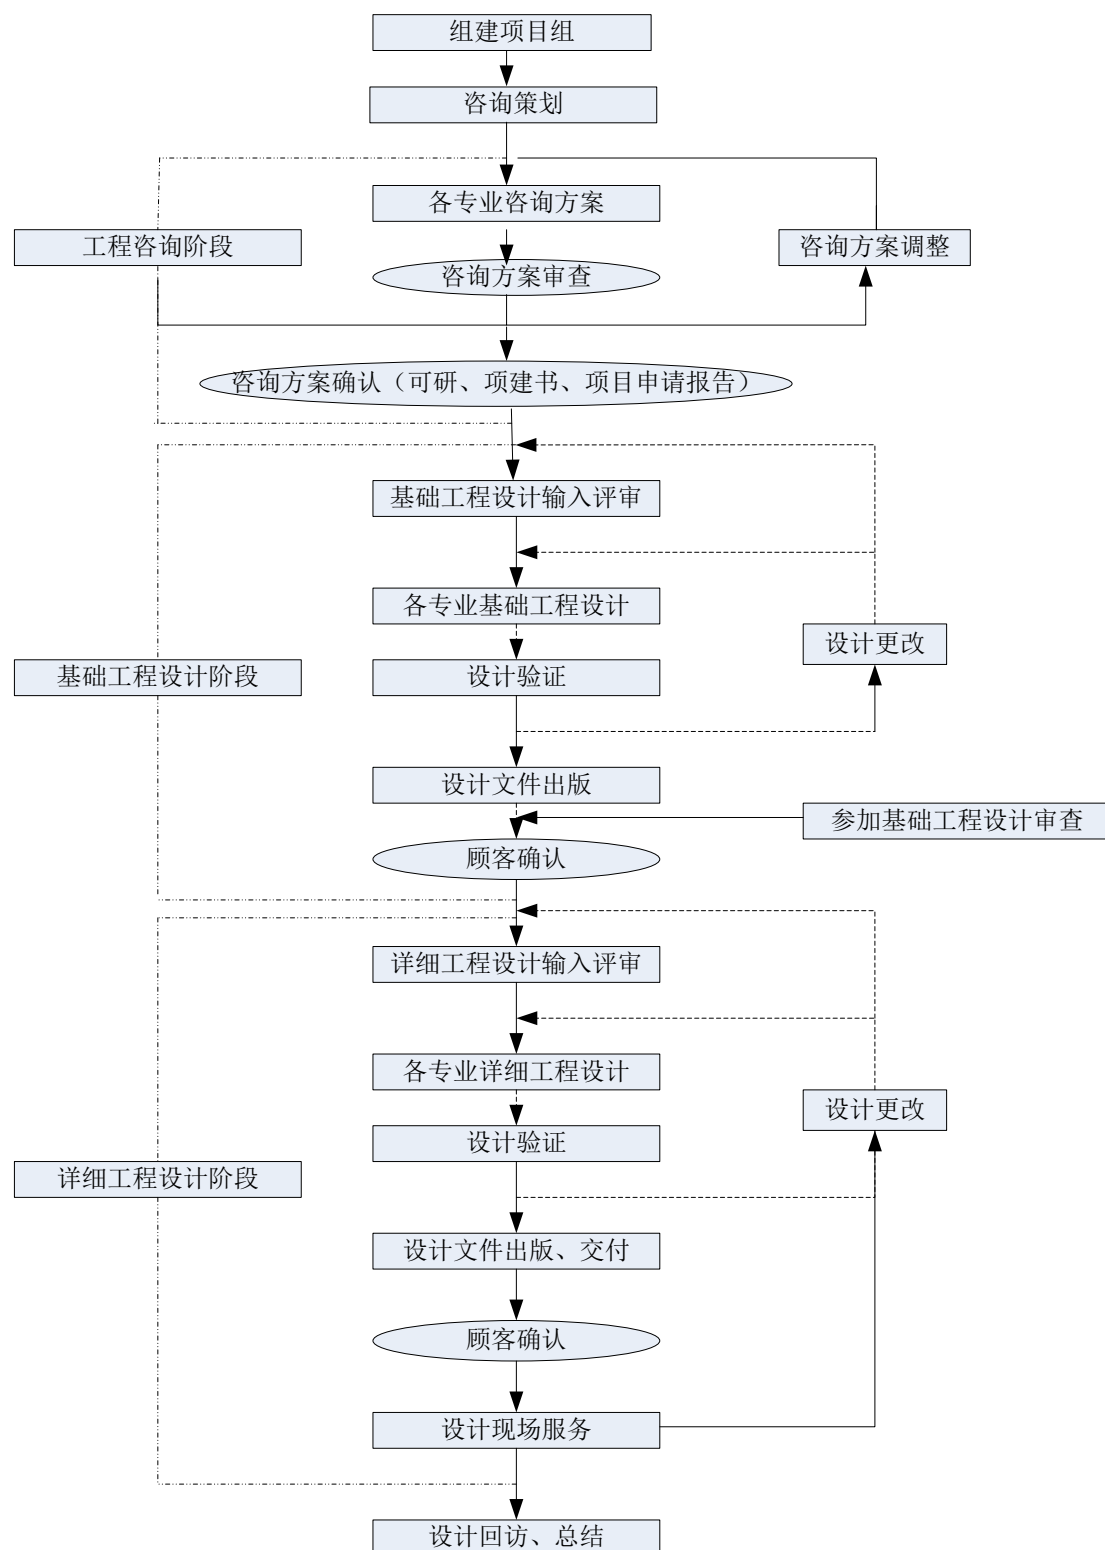 组建项目组
咨询策划
各专业咨询方案
工程咨询阶段
咨询方案调整
咨询方案审查
咨询方案确认（可研、项建书、项目申请报告）
基础工程设计输入评审
各专业基础工程设计
设计更改
基础工程设计阶段
设计验证
设计文件出版
参加基础工程设计审查
顾客确认
详细工程设计输入评审
各专业详细工程设计
设计更改
设计验证
详细工程设计阶段
设计文件出版、交付
顾客确认
设计现场服务
设计回访、总结